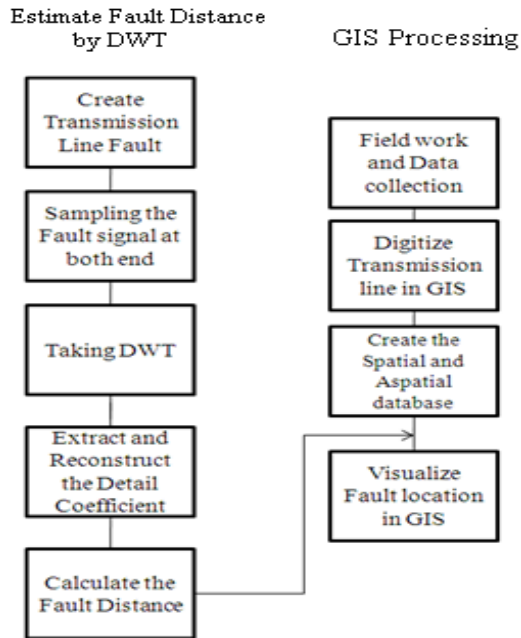 Estimate Fault Distance
by DWT
Create
Transmission
Line Fault
Sampling the
Fault signal at
both end
Taking DWT
Extract and
Reconstruct
the Detail
Coefficient
Calculate the
Fault Distance
GIS Processing
Field work
and Data
collection
Digitize
Transmission
line in GIS
Create the
Spatial and
Aspatial
database
Visualize
Fault location
in GIS